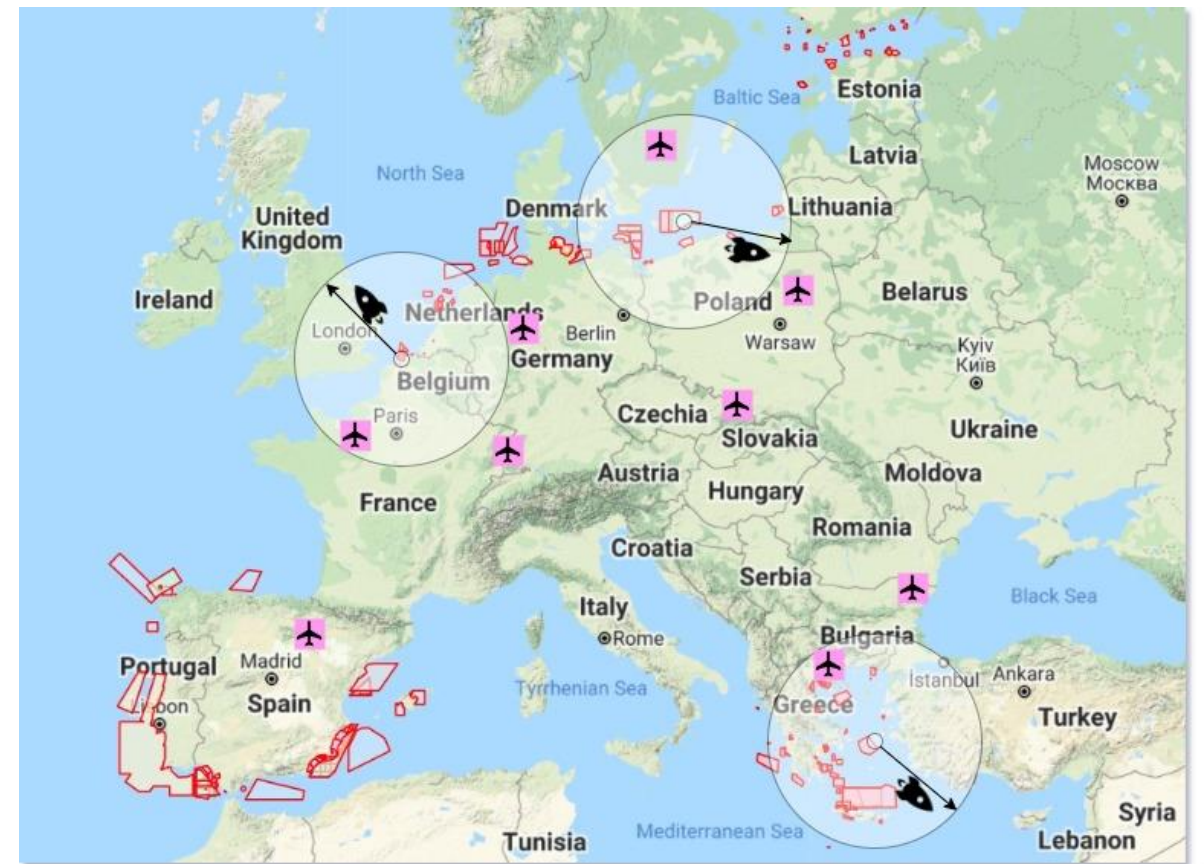 Baltic Sea
Estonia
Latvia
Moscow
Москва
North Sea
Denmark
Lithuania
United
Kingdom
Ireland
Netherlands
Poland
Belarus
London
Berlin
Warsaw
Germany
Kyiv
Київ
Belgium
Paris
Czechia
Slovakia
Ukraine
Austria
Moldova
France
Hungary
Romania
Croatia
Serbia
Italy
Black Sea
Rome
Bulgaria
Portugal
Madrid
İstanbul
Ankara
Spain
Tyrrhenian Sea
Greece
Lisbon
Turkey
Syria
Mediterranean Sea
Tunisia
Lebanon